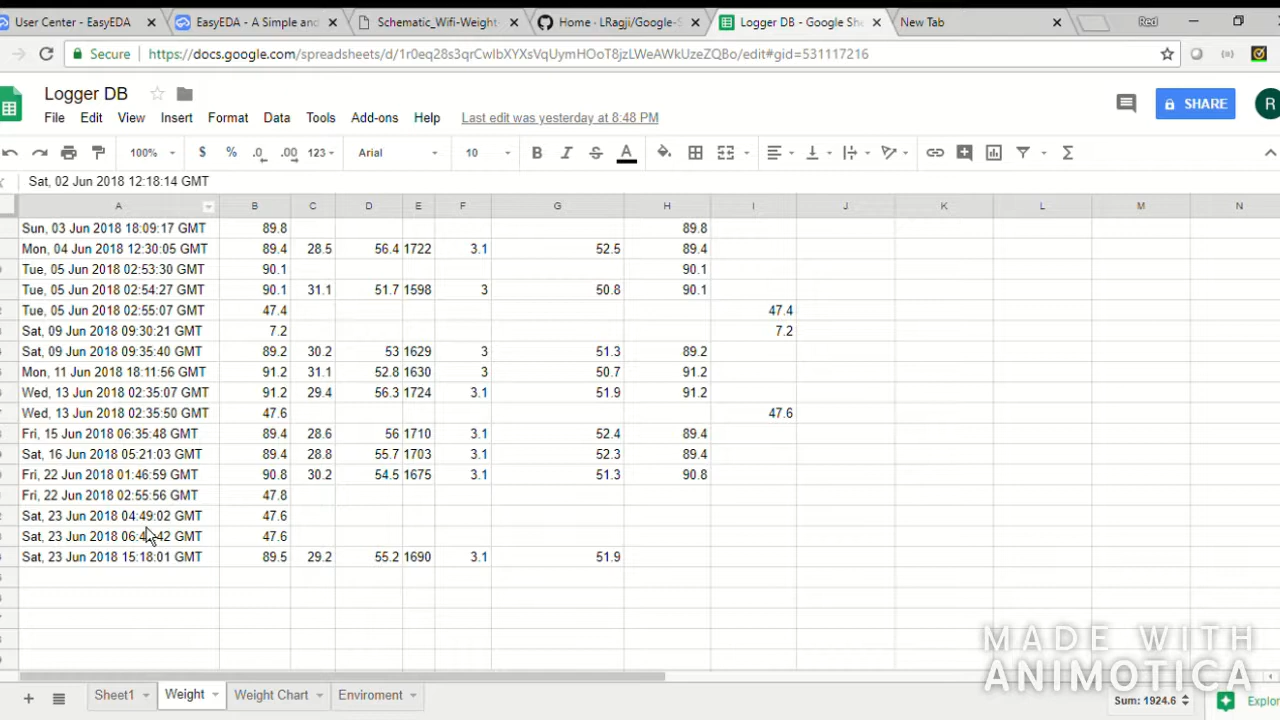 User Center - EasyEDA
EasyEDA - A Simple and
Schematic_Wifi-Weight-
Home · LRagji/Google-S
Logger DB - Google She
New Tab
Red
Secure
https://docs.google.com/spreadsheets/d/1r0eq28s3qrCwIbXYXsVqUymHOoT8jzLWeAWkUzeZQBo/edit#gid=531117216
Logger DB
SHARE
R
File Edit View Insert Format Data Tools Add-ons Help Last edit was yesterday at 8:48 PM
100% $ % .0 .00 123 Arial 10 B I S A Σ
Sat, 02 Jun 2018 12:18:14 GMT
A B C D E F G H I J K L M N
Sun, 03 Jun 2018 18:09:17 GMT 89.8 89.8
Mon, 04 Jun 2018 12:30:05 GMT 89.4 28.5 56.4 1722 3.1 52.5 89.4
Tue, 05 Jun 2018 02:53:30 GMT 90.1 90.1
Tue, 05 Jun 2018 02:54:27 GMT 90.1 31.1 51.7 1598 3 50.8 90.1
Tue, 05 Jun 2018 02:55:07 GMT 47.4 47.4
Sat, 09 Jun 2018 09:30:21 GMT 7.2 7.2
Sat, 09 Jun 2018 09:35:40 GMT 89.2 30.2 53 1629 3 51.3 89.2
Mon, 11 Jun 2018 18:11:56 GMT 91.2 31.1 52.8 1630 3 50.7 91.2
Wed, 13 Jun 2018 02:35:07 GMT 91.2 29.4 56.3 1724 3.1 51.9 91.2
Wed, 13 Jun 2018 02:35:50 GMT 47.6 47.6
Fri, 15 Jun 2018 06:35:48 GMT 89.4 28.6 56 1710 3.1 52.4 89.4
Sat, 16 Jun 2018 05:21:03 GMT 89.4 28.8 55.7 1703 3.1 52.3 89.4
Fri, 22 Jun 2018 01:46:59 GMT 90.8 30.2 54.5 1675 3.1 51.3 90.8
Fri, 22 Jun 2018 02:55:56 GMT 47.8
Sat, 23 Jun 2018 04:49:02 GMT 47.6
Sat, 23 Jun 2018 GMT 47.6
Sat, 23 Jun 2018 15:18:01 GMT 89.5 29.2 55.2 1690 3.1 51.9
MADE WITH
ANIMOTICA
Sheet1 Weight Weight Chart Enviroment
Sum: 1924.6
Explor